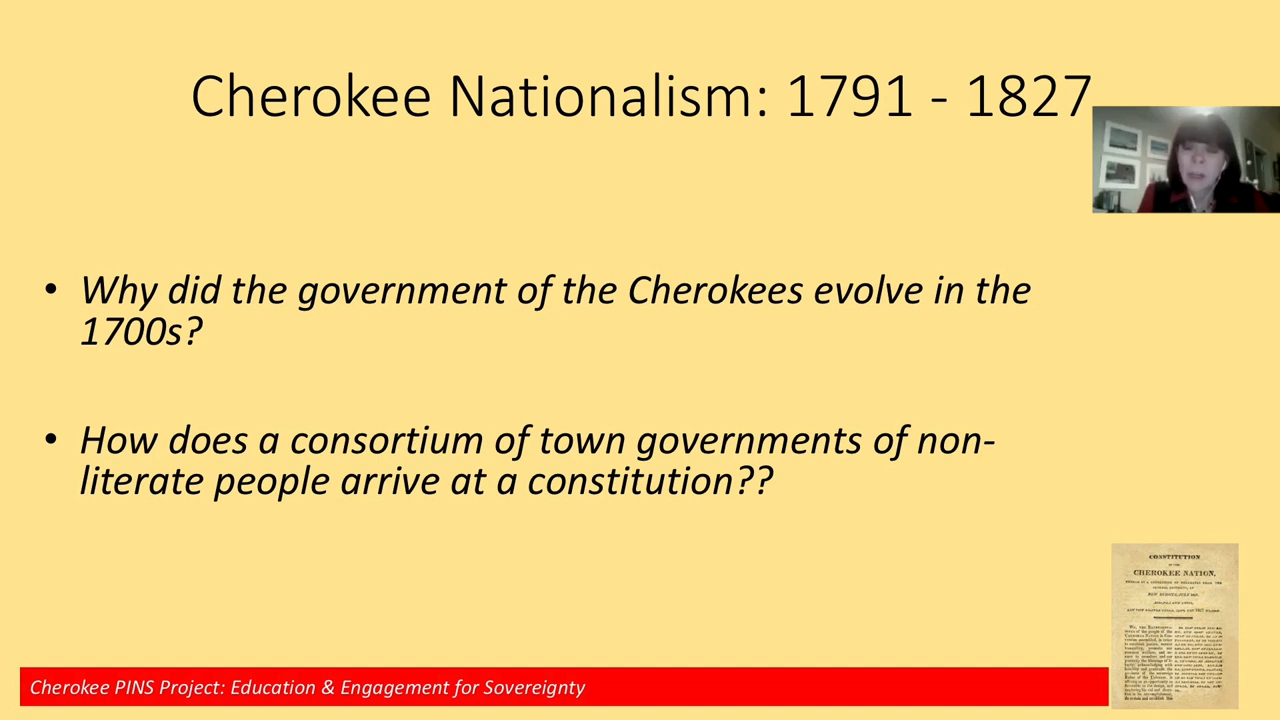 Cherokee Nationalism: 1791 - 1827
• Why did the government of the Cherokees evolve in the
1700s?
• How does a consortium of town governments of non-
literate people arrive at a constitution??
CONSTITUTION
OF THE
CHEROKEE NATION,
Cherokee PINS Project: Education & Engagement for Sovereignty